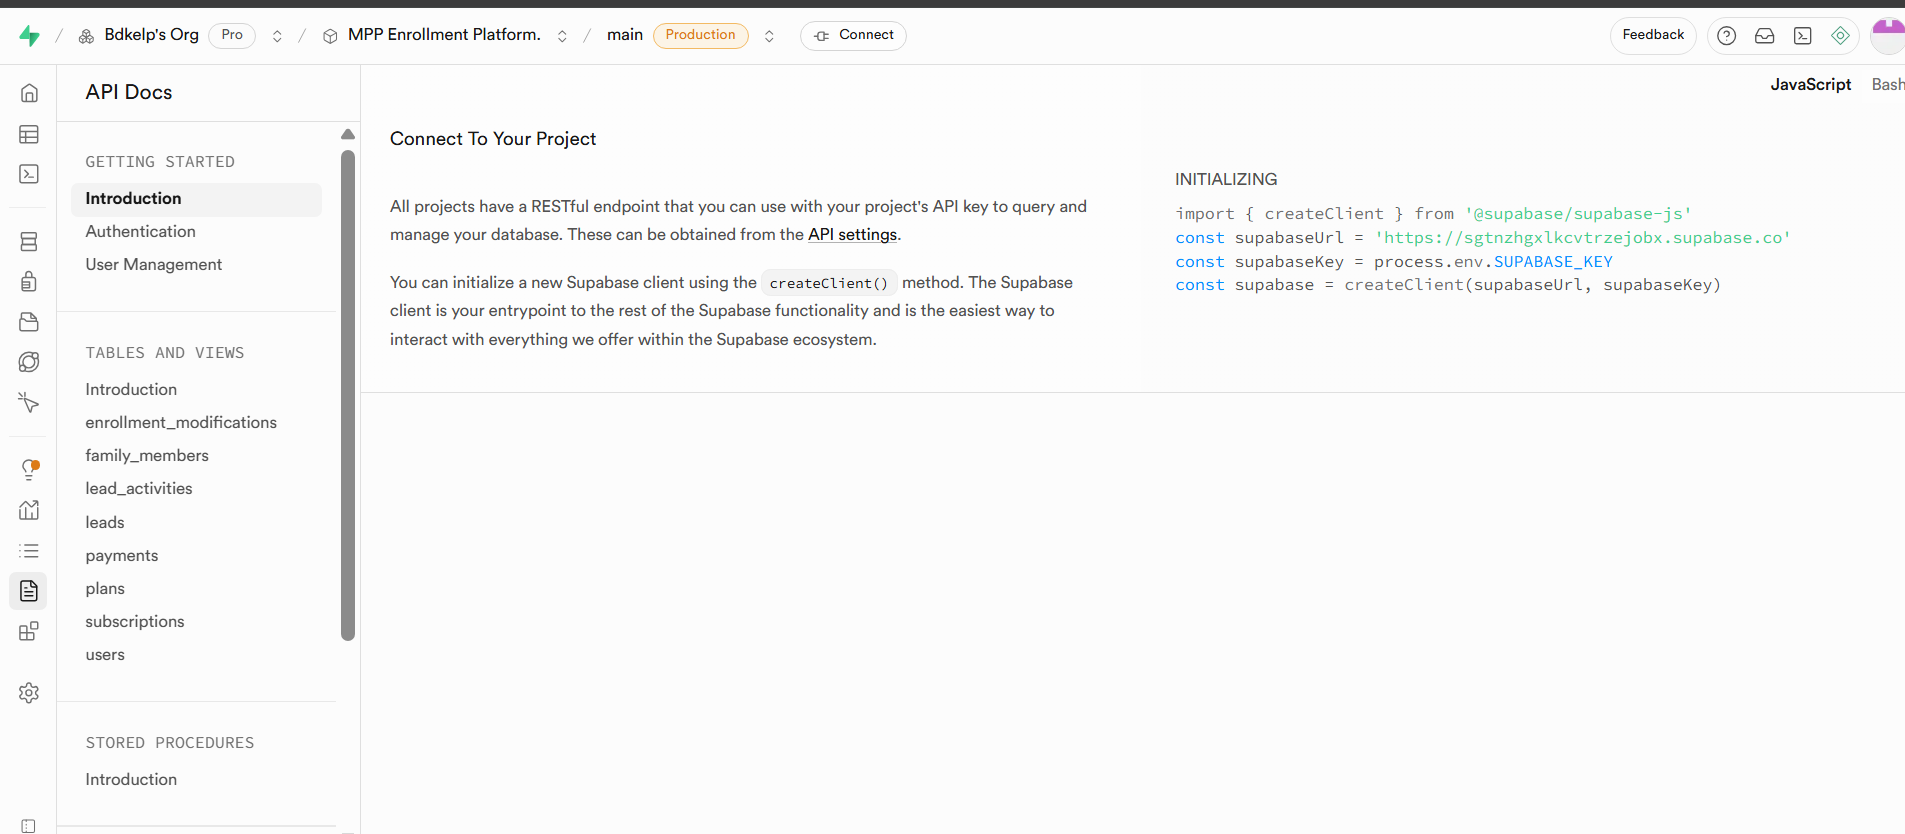 Bdkelp's Org Pro MPP Enrollment Platform. main Production Connect Feedback
API Docs
GETTING STARTED
Introduction
Authentication
User Management
TABLES AND VIEWS
Introduction
enrollment_modifications
family_members
lead_activities
leads
payments
plans
subscriptions
users
STORED PROCEDURES
Introduction
JavaScript Bash
Connect To Your Project
All projects have a RESTful endpoint that you can use with your project's API key to query and
manage your database. These can be obtained from the API settings.
You can initialize a new Supabase client using the createClient() method. The Supabase
client is your entrypoint to the rest of the Supabase functionality and is the easiest way to
interact with everything we offer within the Supabase ecosystem.
INITIALIZING
import { createClient } from '@supabase/supabase-js'
const supabaseUrl = 'https://sgtnzhgxlkcvtrzejobx.supabase.co'
const supabaseKey = process.env.SUPABASE_KEY
const supabase = createClient(supabaseUrl, supabaseKey)